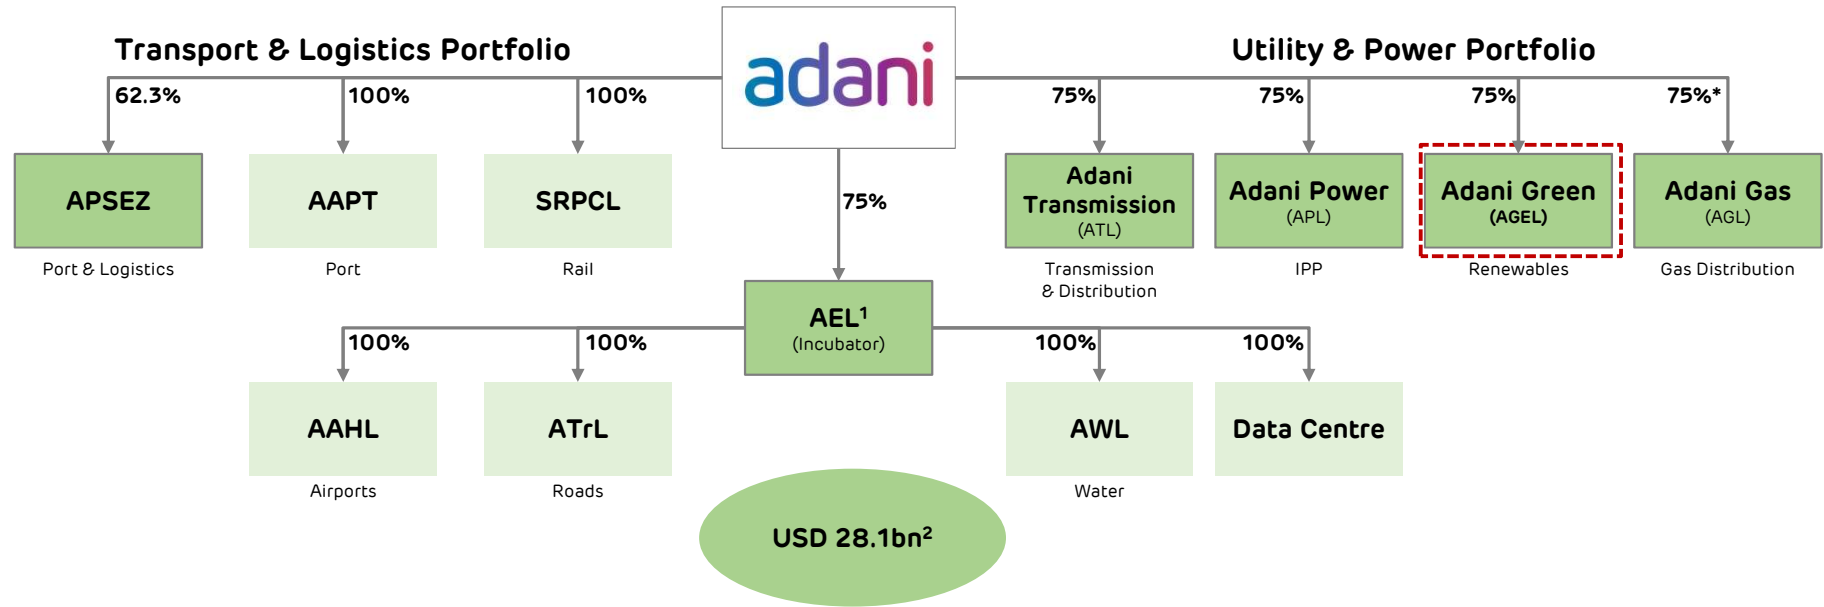 Transport & Logistics Portfolio
adani
Utility & Power Portfolio
62.3%
100%
100%
75%
75%
75%
75%*
APSEZ
Port & Logistics
AAPT
Port
SRPCL
Rail
75%
Adani
Transmission
(ATL)
Transmission
& Distribution
Adani Power
(APL)
IPP
Adani Green
(AGEL)
Renewables
Adani Gas
(AGL)
Gas Distribution
AEL¹
(Incubator)
100%
100%
100%
100%
AAHL
Airports
ATrL
Roads
AWL
Water
Data Centre
USD 28.1bn²